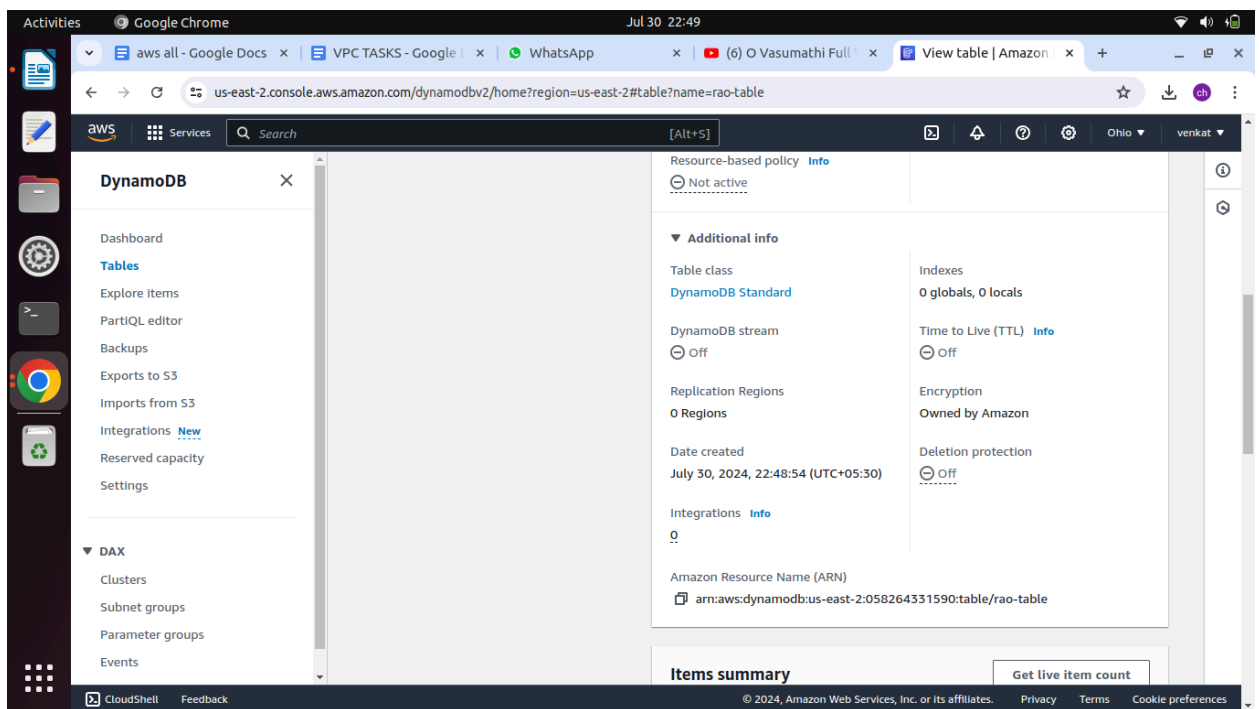 Activities Google Chrome Jul 30 22:49
aws all - Google Docs VPC TASKS - Google D WhatsApp (6) O Vasumathi Full View table | Amazon
us-east-2.console.aws.amazon.com/dynamodbv2/home?region=us-east-2#table?name=rao-table ch
aws Services Search [Alt+S] Ohio venkat
DynamoDB
Dashboard
Tables
Explore items
PartiQL editor
Backups
Exports to S3
Imports from S3
Integrations New
Reserved capacity
Settings
DAX
Clusters
Subnet groups
Parameter groups
Events
Resource-based policy Info
Not active
Additional info
Table class
DynamoDB Standard
Indexes
0 globals, 0 locals
DynamoDB stream
Off
Time to Live (TTL) Info
Off
Replication Regions
0 Regions
Encryption
Owned by Amazon
Date created
July 30, 2024, 22:48:54 (UTC+05:30)
Deletion protection
Off
Integrations Info
0
Amazon Resource Name (ARN)
arn:aws:dynamodb:us-east-2:058264331590:table/rao-table
Items summary Get live item count
CloudShell Feedback © 2024, Amazon Web Services, Inc. or its affiliates. Privacy Terms Cookie preferences